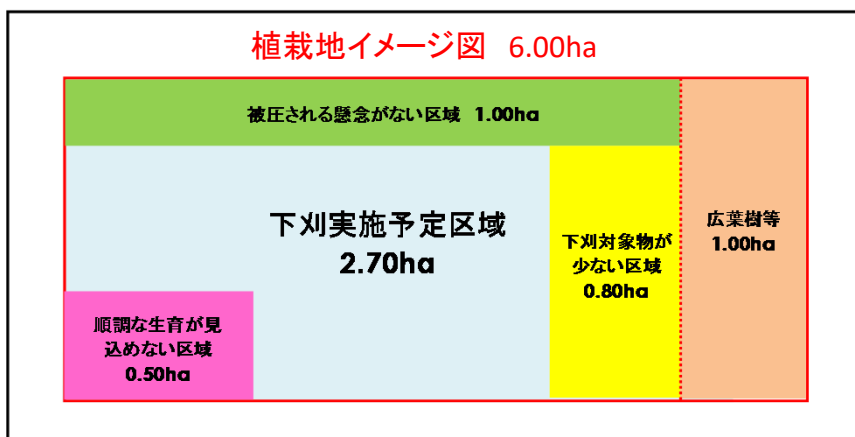 植栽地イメージ図 6.00ha
被圧される懸念がない区域 1.00ha
下刈実施予定区域
2.70ha
下刈対象物が
少ない区域
0.80ha
広葉樹等
1.00ha
順調な生育が見
込めない区域
0.50ha